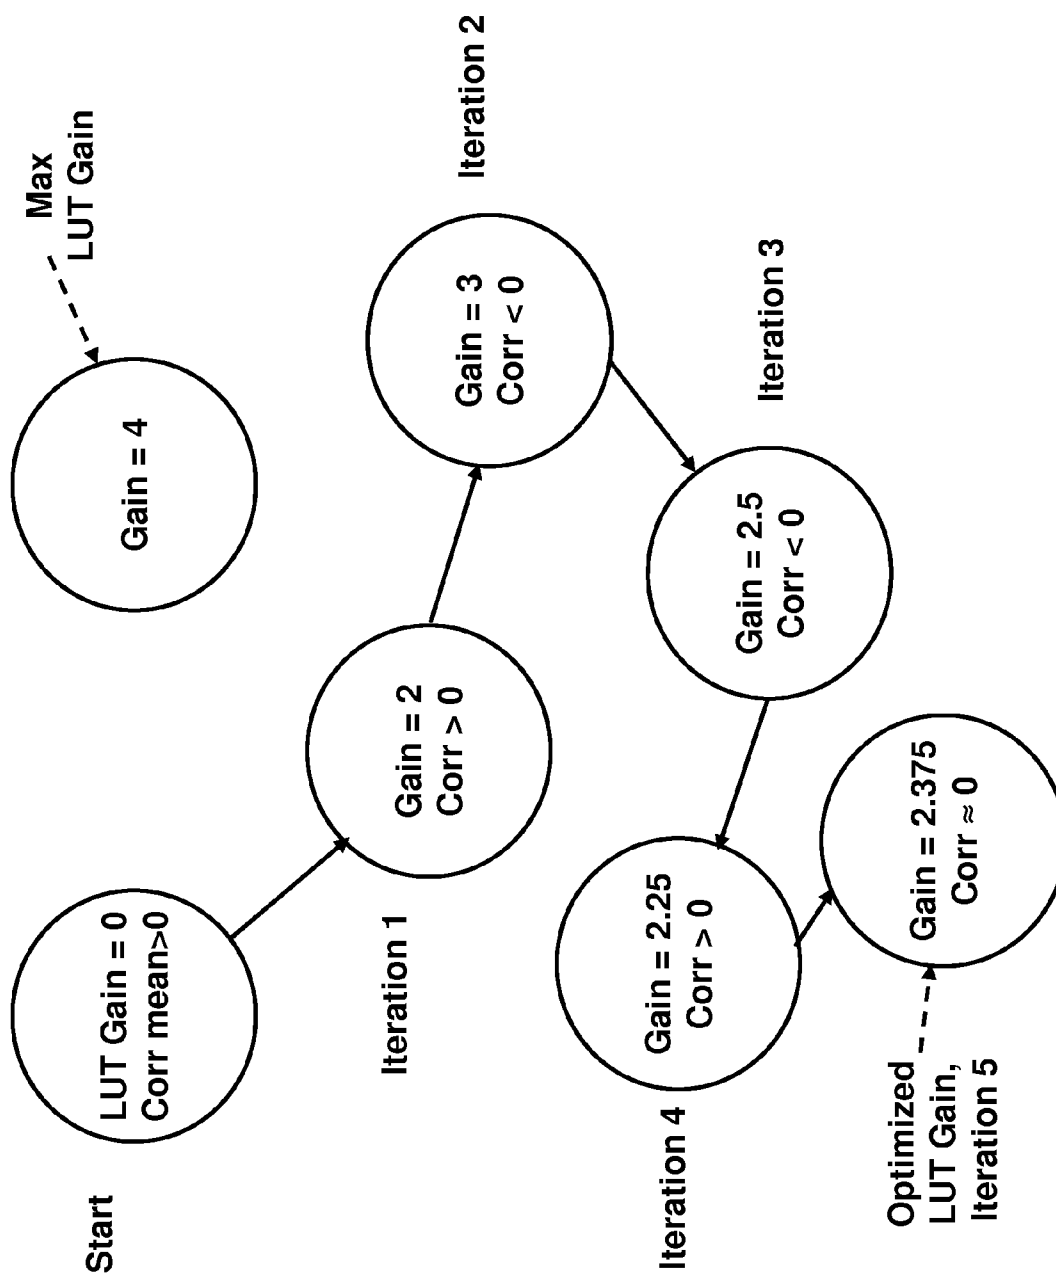 Start
LUT Gain = 0
Corr mean>0
Gain = 4
Max
LUT Gain
Iteration 1
Gain = 2
Corr > 0
Gain = 3
Corr < 0
Iteration 2
Gain = 2.5
Corr < 0
Iteration 3
Iteration 4
Gain = 2.25
Corr > 0
Optimized
LUT Gain,
Iteration 5
Gain = 2.375
Corr ≈ 0